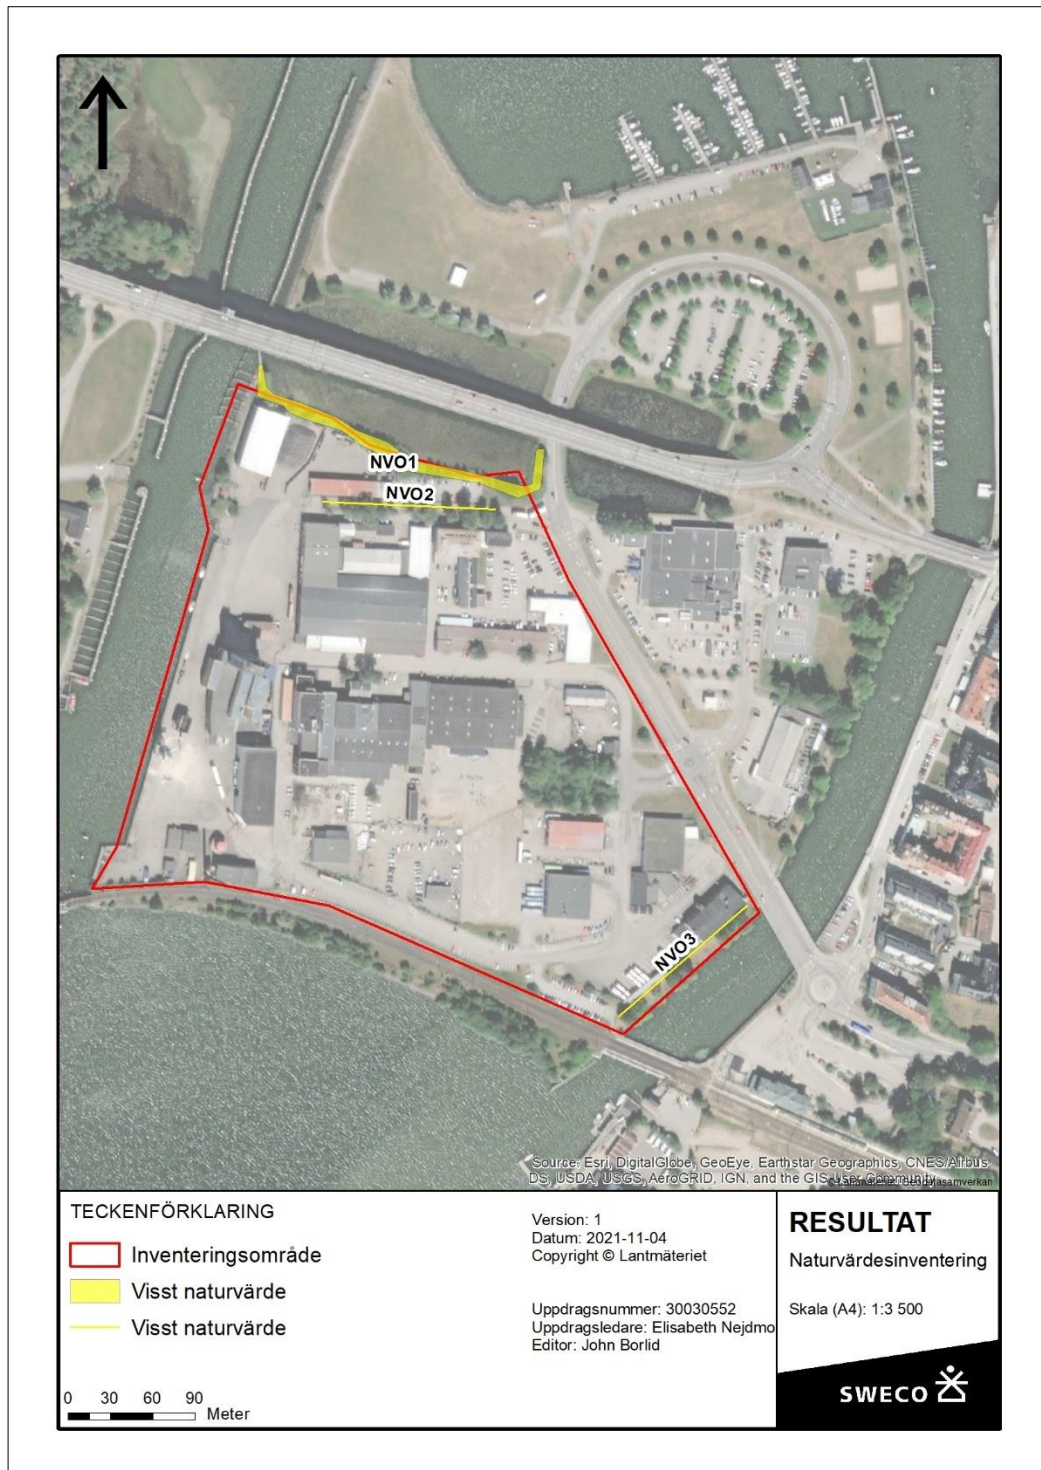 NVO1
NVO2
NVO3
Source: Esri, DigitalGlobe, GeoEye, Earthstar Geographics, CNES/Airbus
DS, USDA, USGS, AeroGRID, IGN, and the GIS User Community
TECKENFÖRKLARING
Inventeringsområde
Visst naturvärde
Visst naturvärde
0 30 60 90
Meter
Version: 1
Datum: 2021-11-04
Copyright © Lantmäteriet
Uppdragsnummer: 30030552
Uppdragsledare: Elisabeth Nejdmo
Editor: John Borlid
RESULTAT
Naturvärdesinventering
Skala (A4): 1:3 500
SWECO